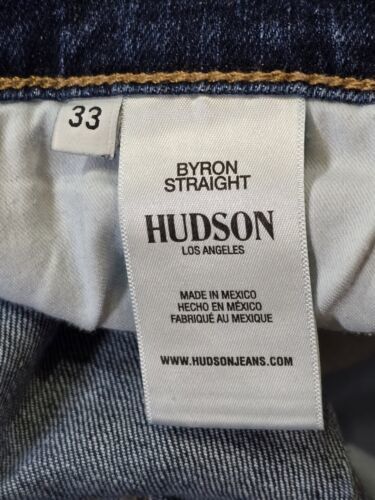 33
BYRON
STRAIGHT
HUDSON
LOS ANGELES
MADE IN MEXICO
HECHO EN MÉXICO
FABRIQUÉ AU MEXIQUE
WWW.HUDSONJEANS.COM